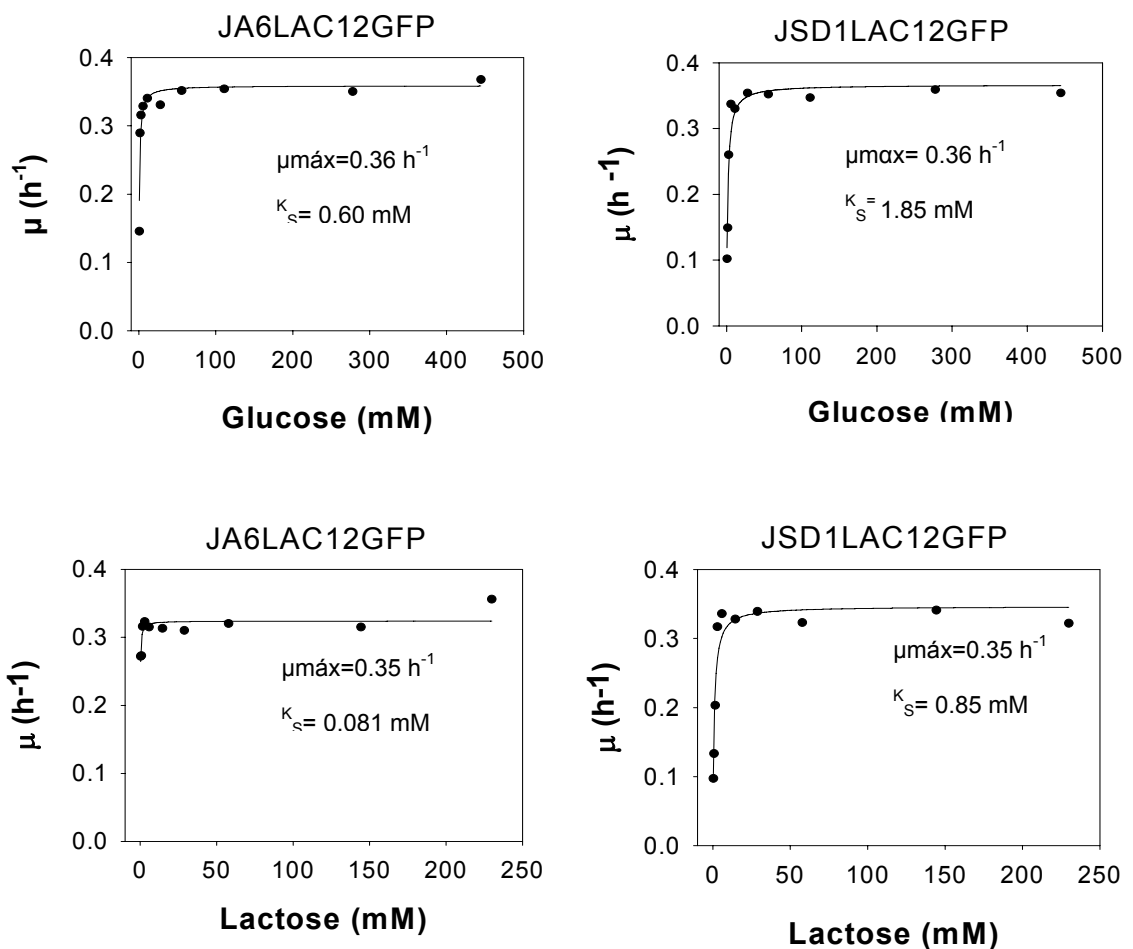 JA6LAC12GFP
0.4
0.3
0.2
0.1
0.0
µ (h-1)
µmáx=0.36 h-1
KS= 0.60 mM
0 100 200 300 400 500
Glucose (mM)
JSD1LAC12GFP
0.4
0.3
0.2
0.1
0.0
µ (h -1)
µmαx= 0.36 h-1
KS= 1.85 mM
0 100 200 300 400 500
Glucose (mM)
JA6LAC12GFP
0.4
0.3
0.2
0.1
0.0
µ (h-1)
µmáx=0.35 h-1
KS= 0.081 mM
0 50 100 150 200 250
Lactose (mM)
JSD1LAC12GFP
0.4
0.3
0.2
0.1
0.0
µ (h-1)
µmáx=0.35 h-1
KS= 0.85 mM
0 50 100 150 200 250
Lactose (mM)